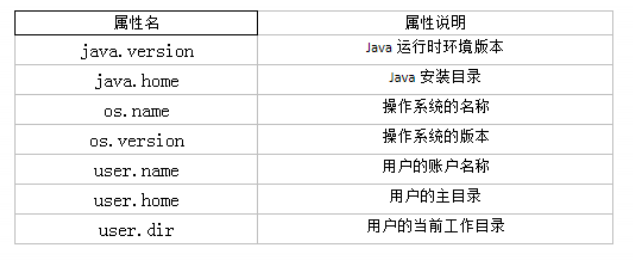 属性名 属性说明
java.version Java 运行时环境版本
java.home Java 安装目录
os.name 操作系统的名称
os.version 操作系统的版本
user.name 用户的账户名称
user.home 用户的主目录
user.dir 用户的当前工作目录